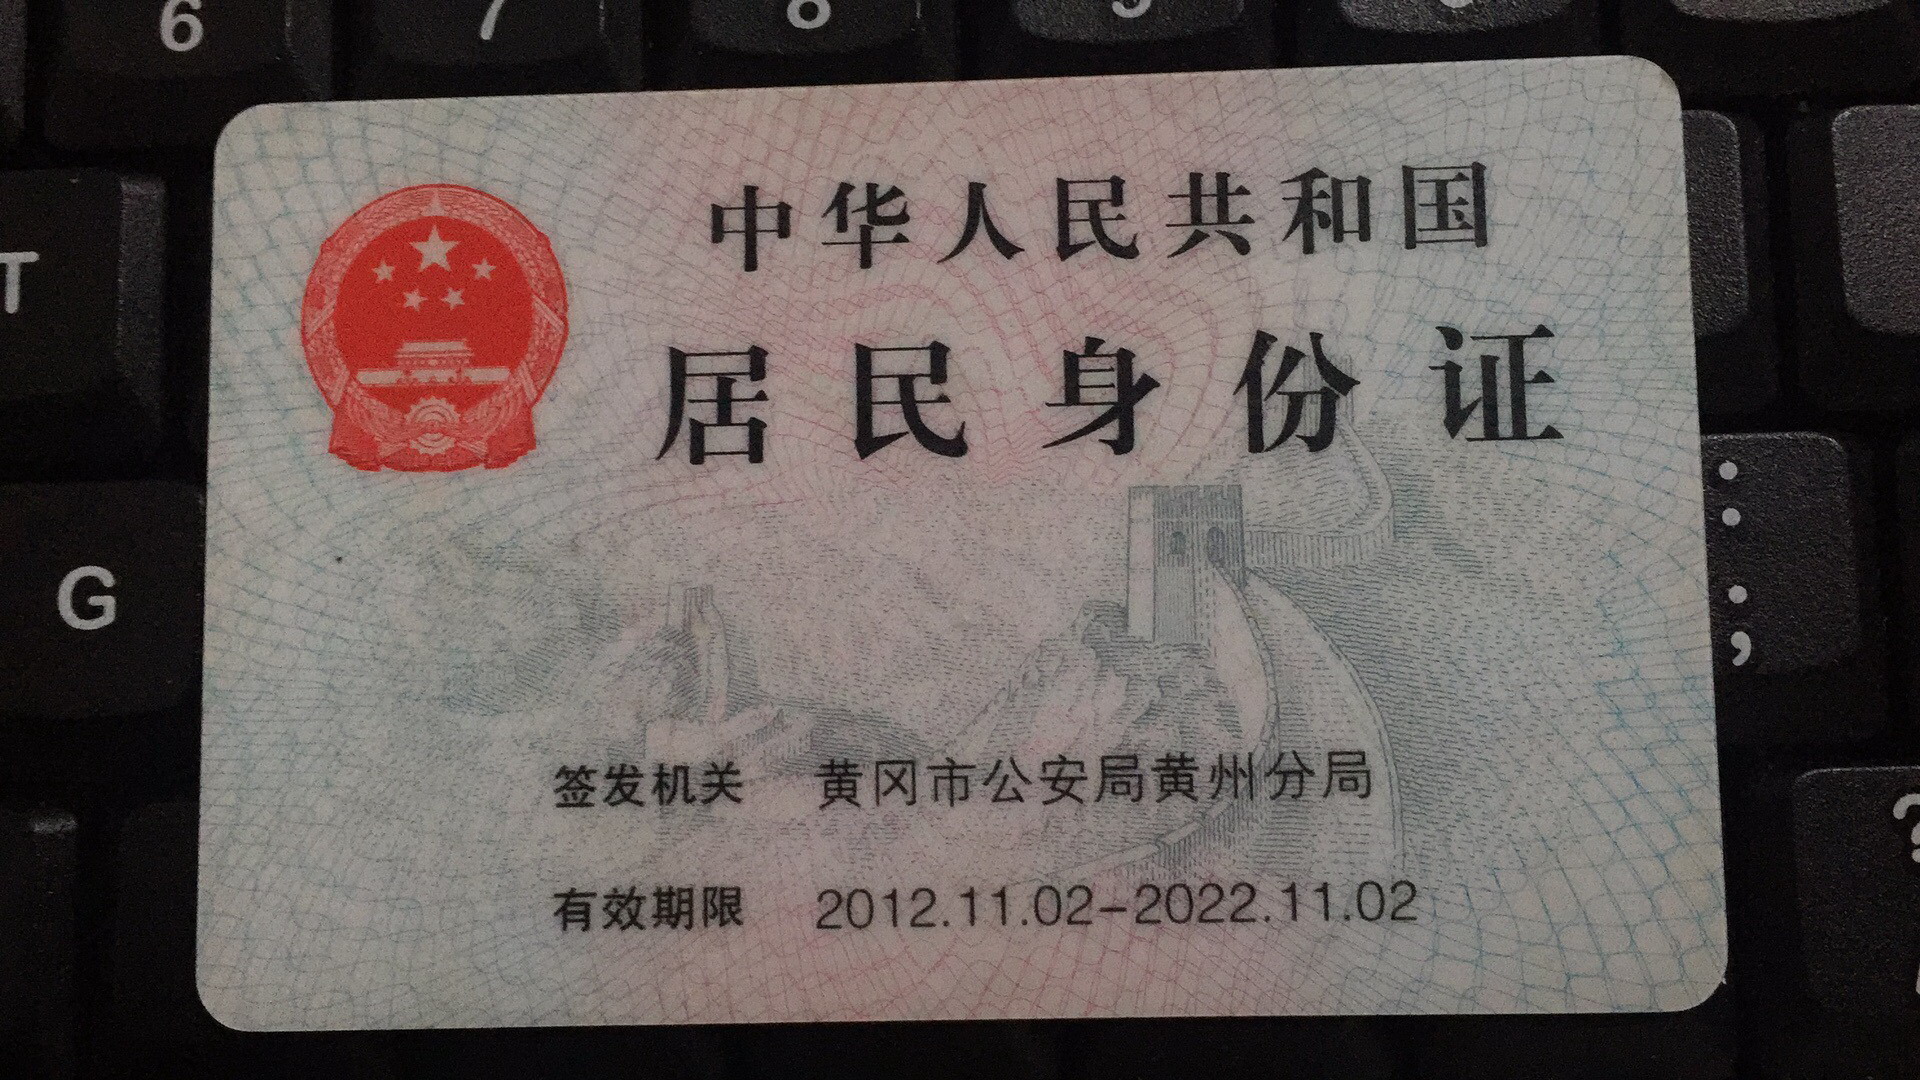 6 7 8 9
中华人民共和国
T
居民身份证
G
: ;
签发机关 黄冈市公安局黄州分局
?
有效期限 2012.11.02-2022.11.02